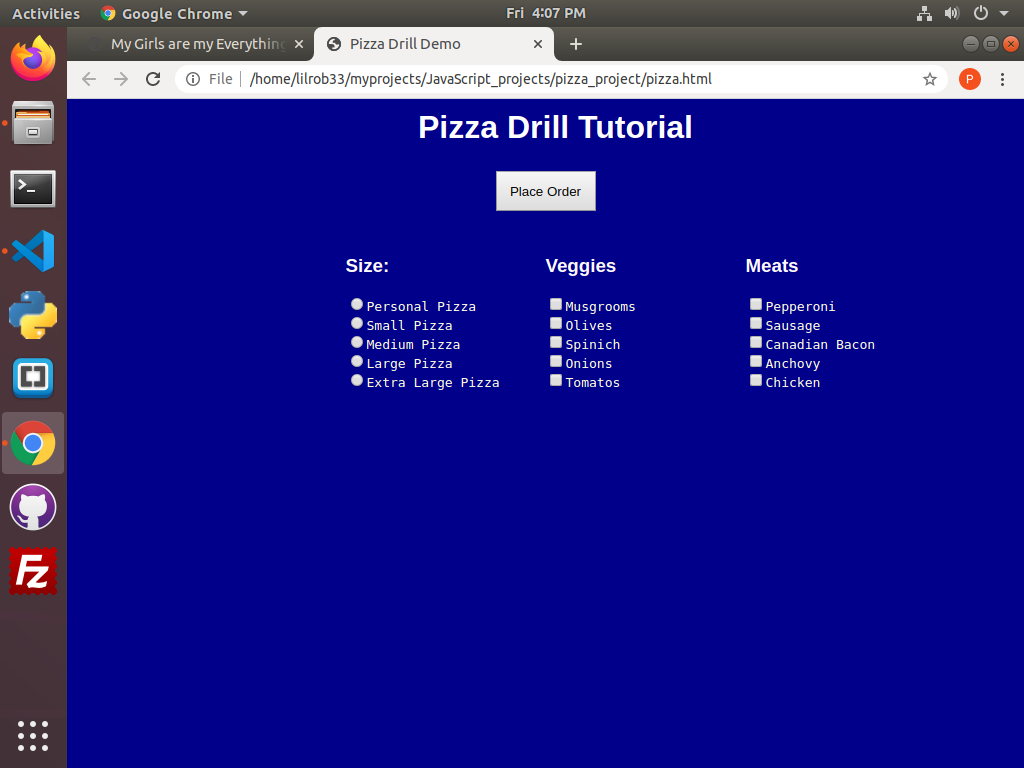 Activities Google Chrome Fri 4:07 PM
My Girls are my Everything Pizza Drill Demo
File /home/lilrob33/myprojects/JavaScript_projects/pizza_project/pizza.html P
Pizza Drill Tutorial
Place Order
Size: Veggies Meats
Personal Pizza Musgrooms Pepperoni
Small Pizza Olives Sausage
Medium Pizza Spinich Canadian Bacon
Large Pizza Onions Anchovy
Extra Large Pizza Tomatos Chicken
Fz